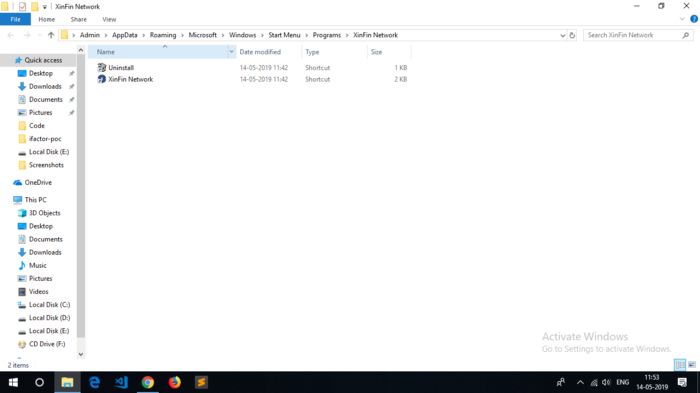 XinFin Network
File Home Share View
Admin AppData Roaming Microsoft Windows Start Menu Programs XinFin Network
Search XinFin Network
Name Date modified Type Size
Uninstall 14-05-2019 11:42 Shortcut 1 KB
XinFin Network 14-05-2019 11:42 Shortcut 2 KB
Quick access
Desktop
Downloads
Documents
Pictures
Code
ifactor-poc
Local Disk (E:)
Screenshots
OneDrive
This PC
3D Objects
Desktop
Documents
Downloads
Music
Pictures
Videos
Local Disk (C:)
Local Disk (D:)
Local Disk (E:)
CD Drive (F:)
Activate Windows
Go to Settings to activate Windows.
2 items
ENG
11:53
14-05-2019